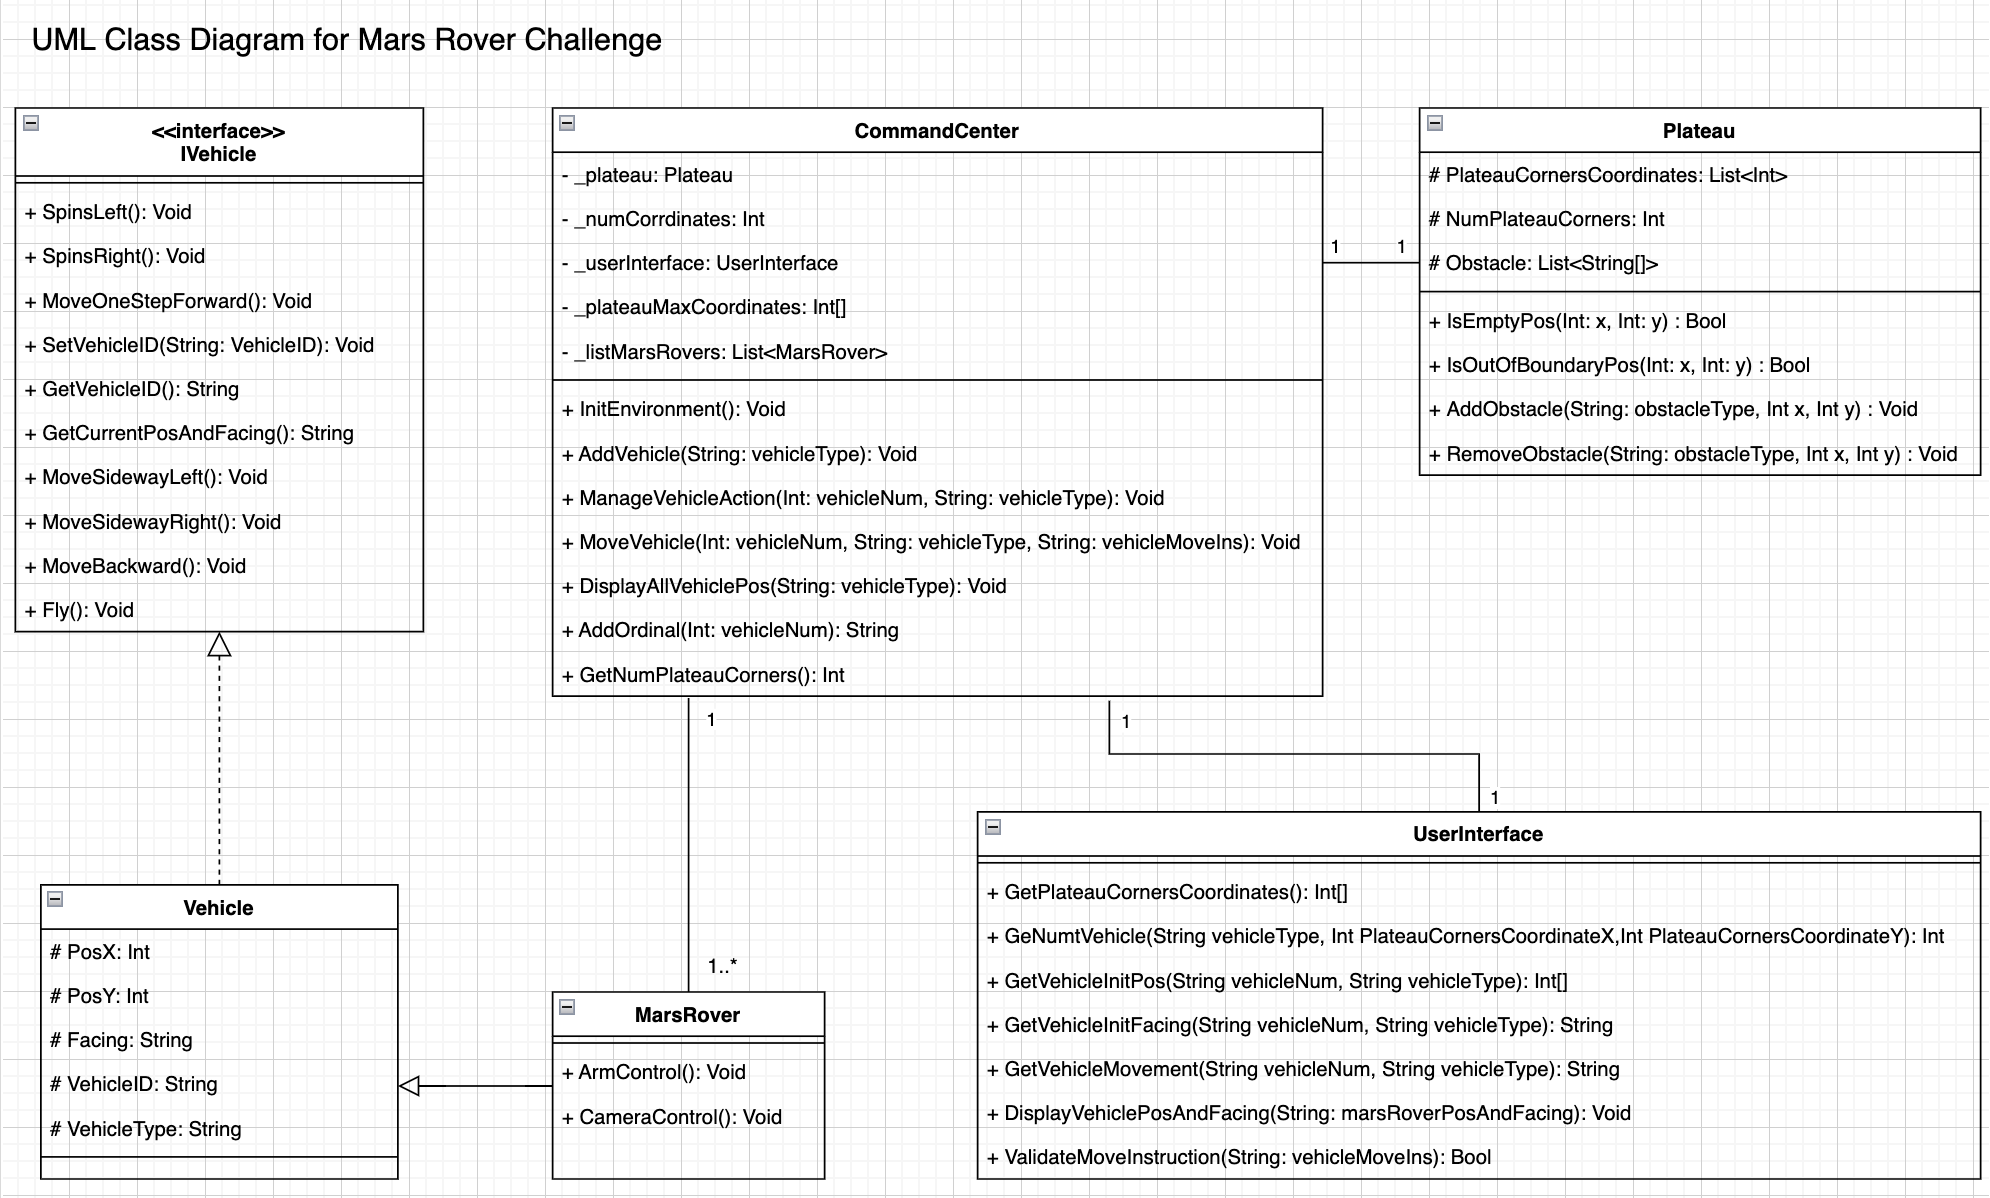 UML Class Diagram for Mars Rover Challenge
<<interface>>
IVehicle
+ SpinsLeft(): Void
+ SpinsRight(): Void
+ MoveOneStepForward(): Void
+ SetVehicleID(String: VehicleID): Void
+ GetVehicleID(): String
+ GetCurrentPosAndFacing(): String
+ MoveSidewayLeft(): Void
+ MoveSidewayRight(): Void
+ MoveBackward(): Void
+ Fly(): Void
CommandCenter
- _plateau: Plateau
- _numCorrdinates: Int
- _userInterface: UserInterface
- _plateauMaxCoordinates: Int[]
- _listMarsRovers: List<MarsRover>
+ InitEnvironment(): Void
+ AddVehicle(String: vehicleType): Void
+ ManageVehicleAction(Int: vehicleNum, String: vehicleType): Void
+ MoveVehicle(Int: vehicleNum, String: vehicleType, String: vehicleMoveIns): Void
+ DisplayAllVehiclePos(String: vehicleType): Void
+ AddOrdinal(Int: vehicleNum): String
+ GetNumPlateauCorners(): Int
1 1
Plateau
# PlateauCornersCoordinates: List<Int>
# NumPlateauCorners: Int
# Obstacle: List<String[]>
+ IsEmptyPos(Int: x, Int: y) : Bool
+ IsOutOfBoundaryPos(Int: x, Int: y) : Bool
+ AddObstacle(String: obstacleType, Int x, Int y) : Void
+ RemoveObstacle(String: obstacleType, Int x, Int y) : Void
1
1..*
1
1
Vehicle
# PosX: Int
# PosY: Int
# Facing: String
# VehicleID: String
# VehicleType: String
MarsRover
+ ArmControl(): Void
+ CameraControl(): Void
UserInterface
+ GetPlateauCornersCoordinates(): Int[]
+ GeNumtVehicle(String vehicleType, Int PlateauCornersCoordinateX,Int PlateauCornersCoordinateY): Int
+ GetVehicleInitPos(String vehicleNum, String vehicleType): Int[]
+ GetVehicleInitFacing(String vehicleNum, String vehicleType): String
+ GetVehicleMovement(String vehicleNum, String vehicleType): String
+ DisplayVehiclePosAndFacing(String: marsRoverPosAndFacing): Void
+ ValidateMoveInstruction(String: vehicleMoveIns): Bool